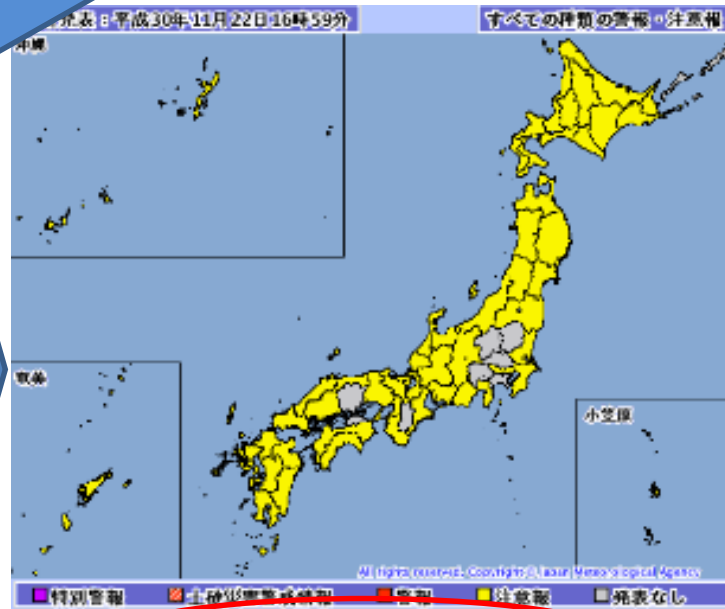 発表：平成30年11月22日16時59分
すべての種類の警報・注意報
沖縄
奄美
小笠原
All rights reserved. Copyright © Japan Meteorological Agency
特別警報 土砂災害警戒情報 警報 注意報 発表なし